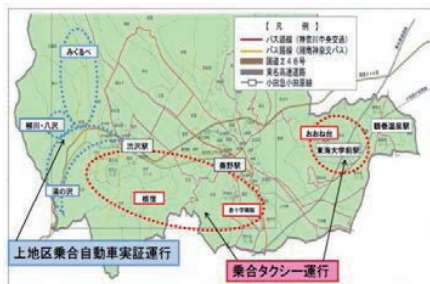 【 凡 例 】
バス路線（神奈川中央交通）
バス路線（湘南神奈交バス）
国道２４６号
東名高速道路
小田急小田原線
みくるべ
柳川・八沢
湯の沢
渋沢駅
秦野駅
おおね台
東海大学前駅
鶴巻温泉駅
上地区乗合自動車実証運行
乗合タクシー運行